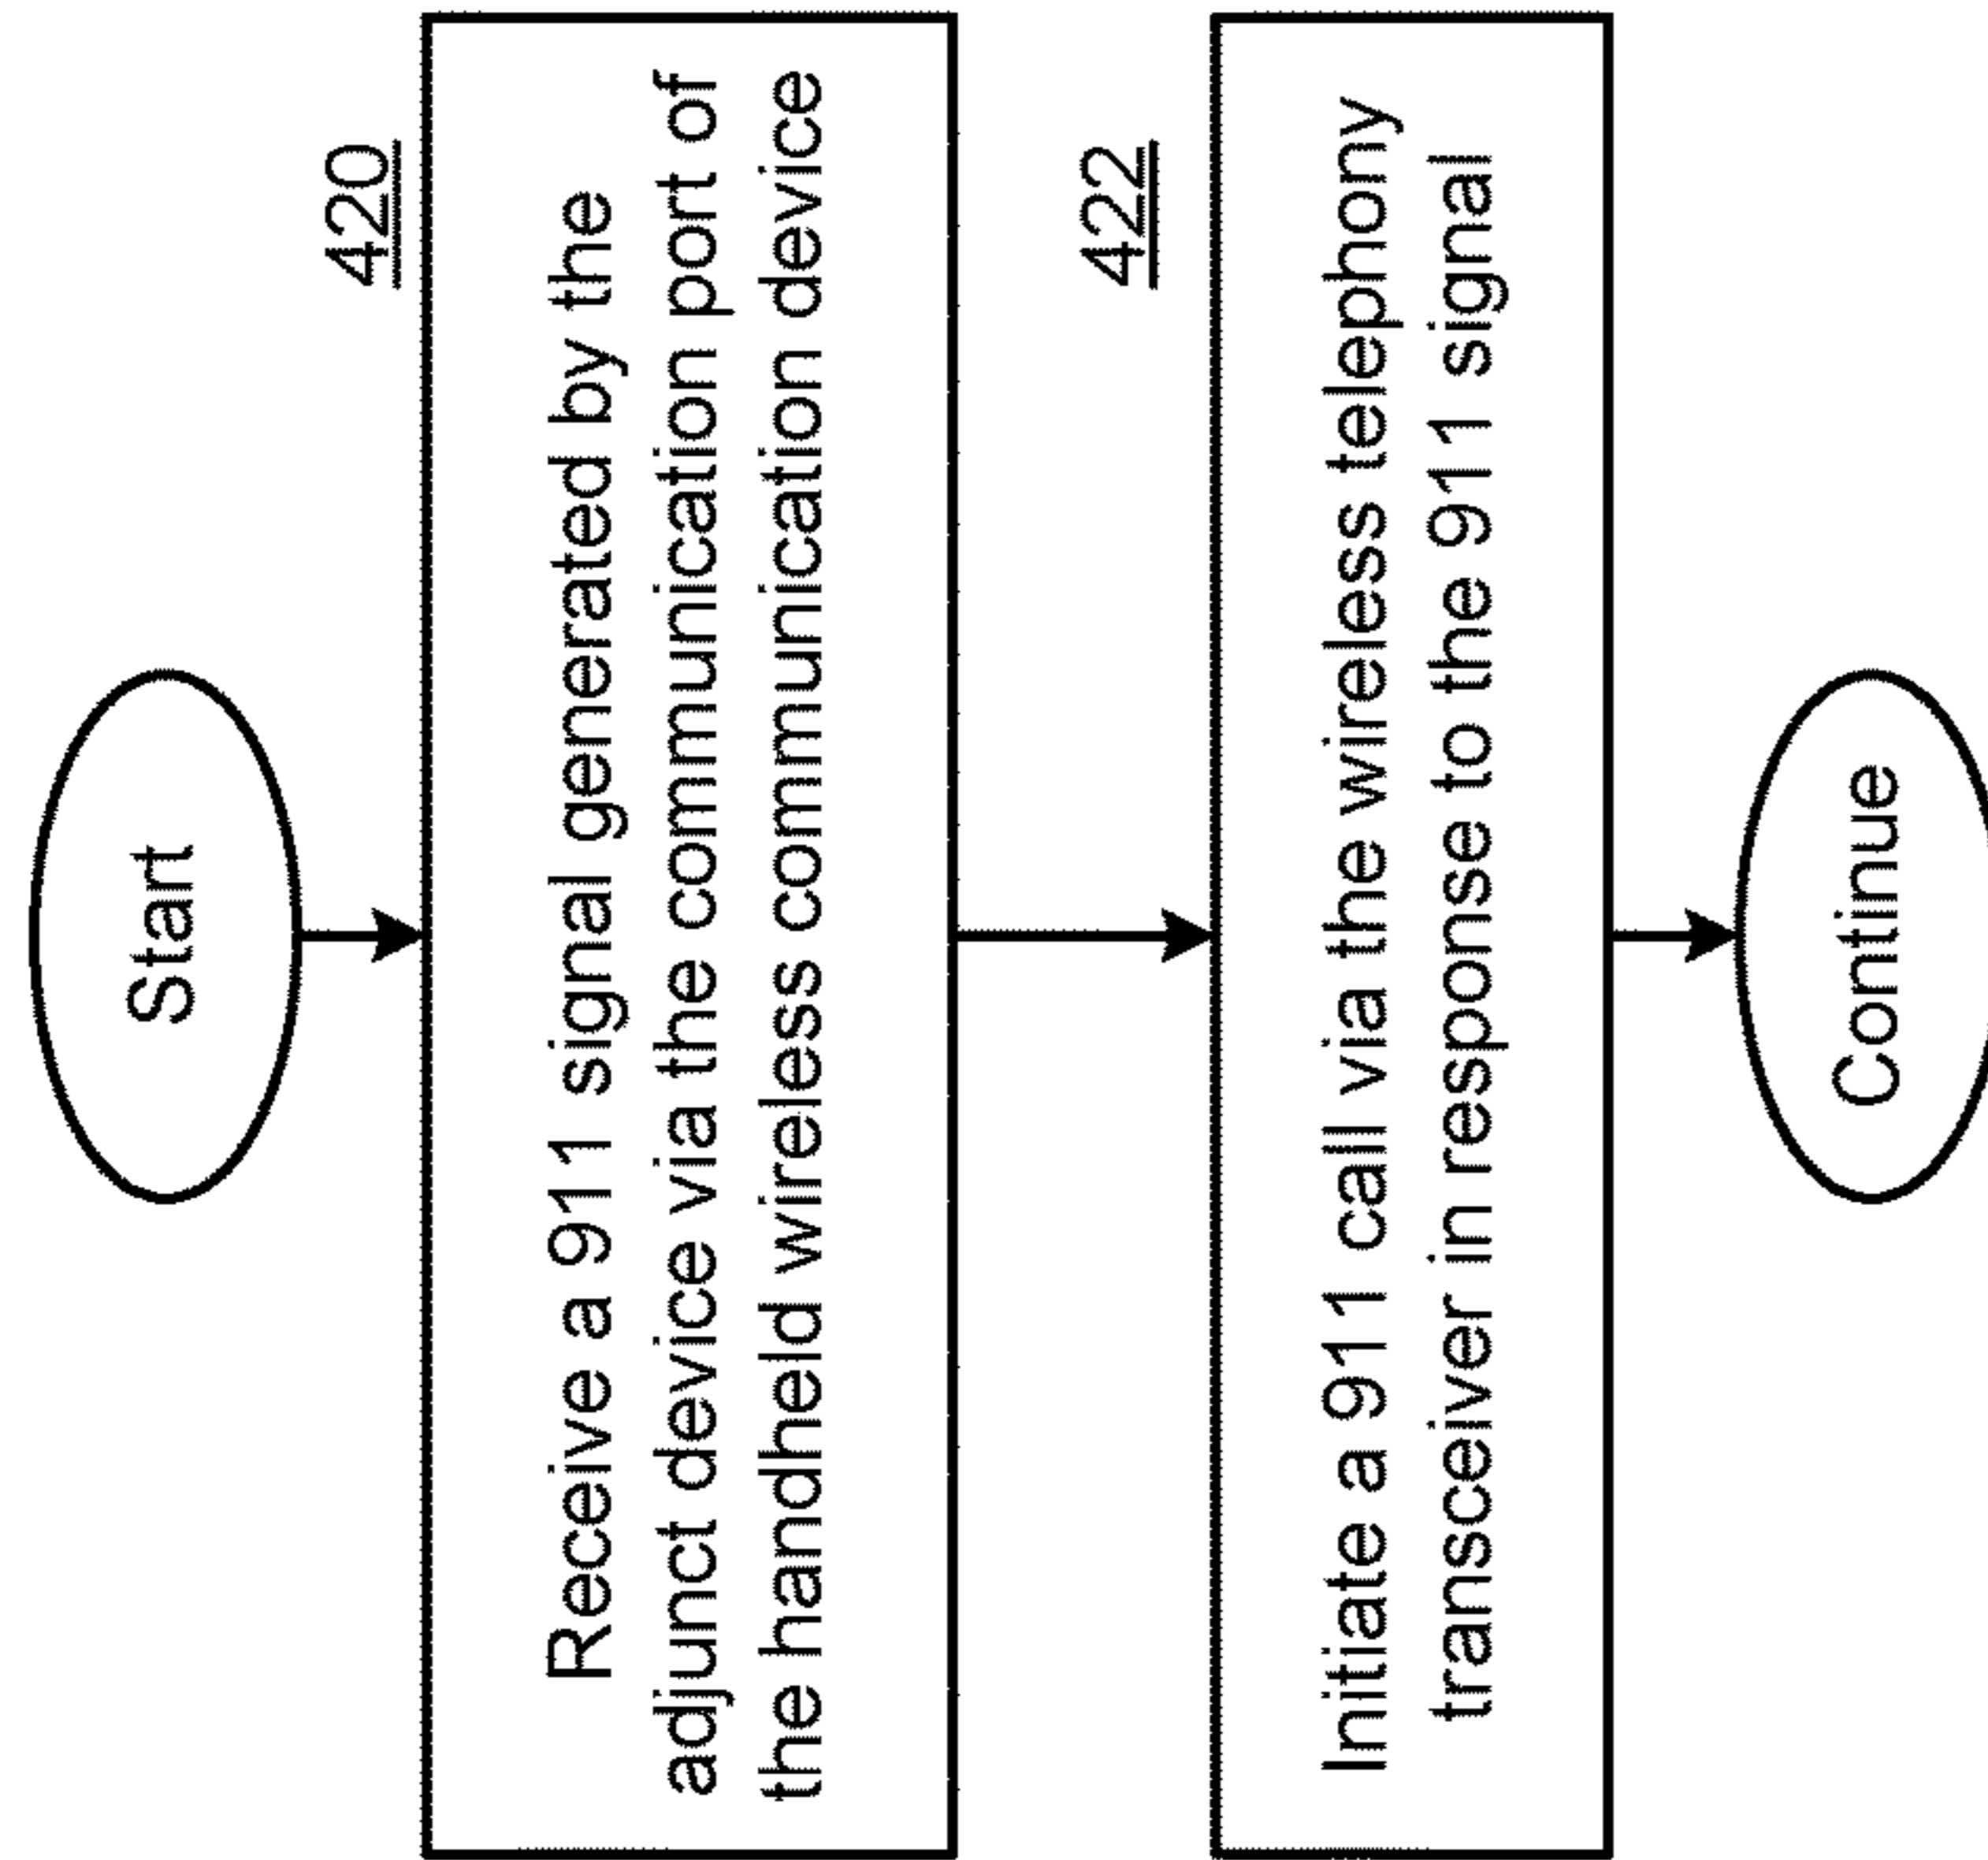 Start
420
Receive a 911 signal generated by the
adjunct device via the communication port of
the handheld wireless communication device
422
Initiate a 911 call via the wireless telephony
transceiver in response to the 911 signal
Continue